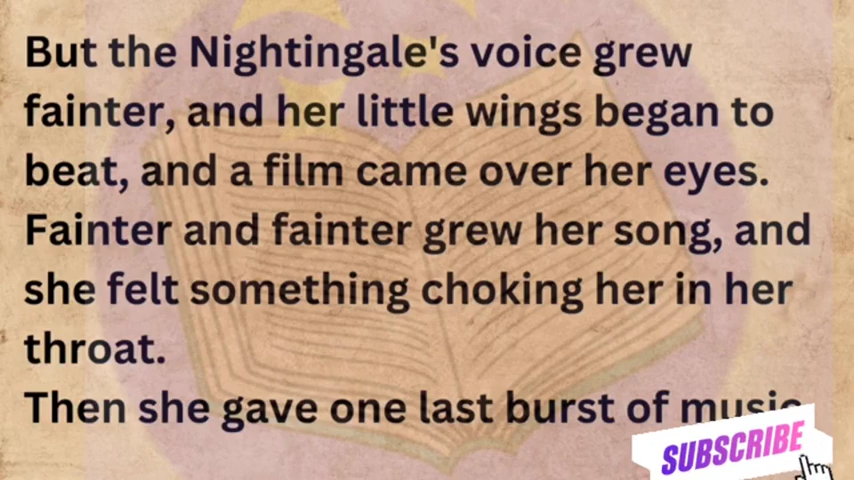 But the Nightingale's voice grew
fainter, and her little wings began to
beat, and a film came over her eyes.
Fainter and fainter grew her song, and
she felt something choking her in her
throat.
Then she gave one last burst of music
SUBSCRIBE